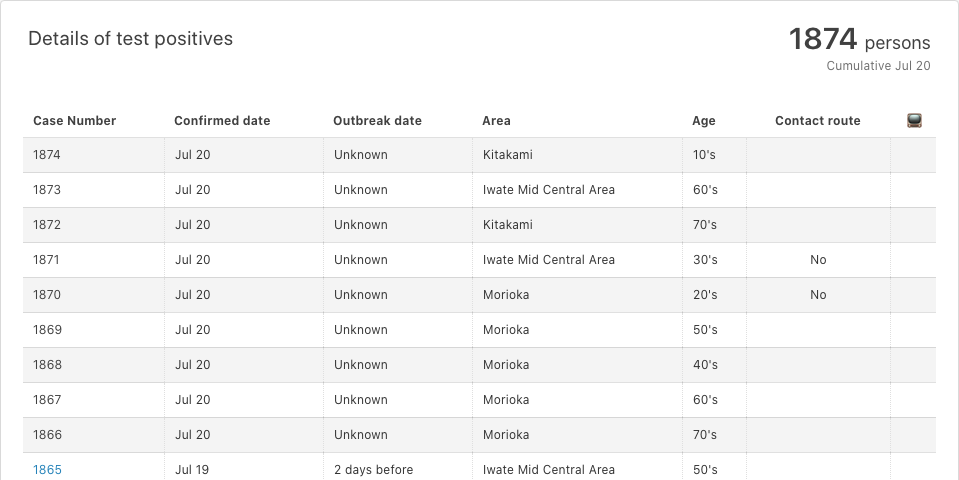 Details of test positives
1874 persons
Cumulative Jul 20
Case Number Confirmed date Outbreak date Area Age Contact route
1874 Jul 20 Unknown Kitakami 10's
1873 Jul 20 Unknown Iwate Mid Central Area 60's
1872 Jul 20 Unknown Kitakami 70's
1871 Jul 20 Unknown Iwate Mid Central Area 30's No
1870 Jul 20 Unknown Morioka 20's No
1869 Jul 20 Unknown Morioka 50's
1868 Jul 20 Unknown Morioka 40's
1867 Jul 20 Unknown Morioka 60's
1866 Jul 20 Unknown Morioka 70's
1865 Jul 19 2 days before Iwate Mid Central Area 50's